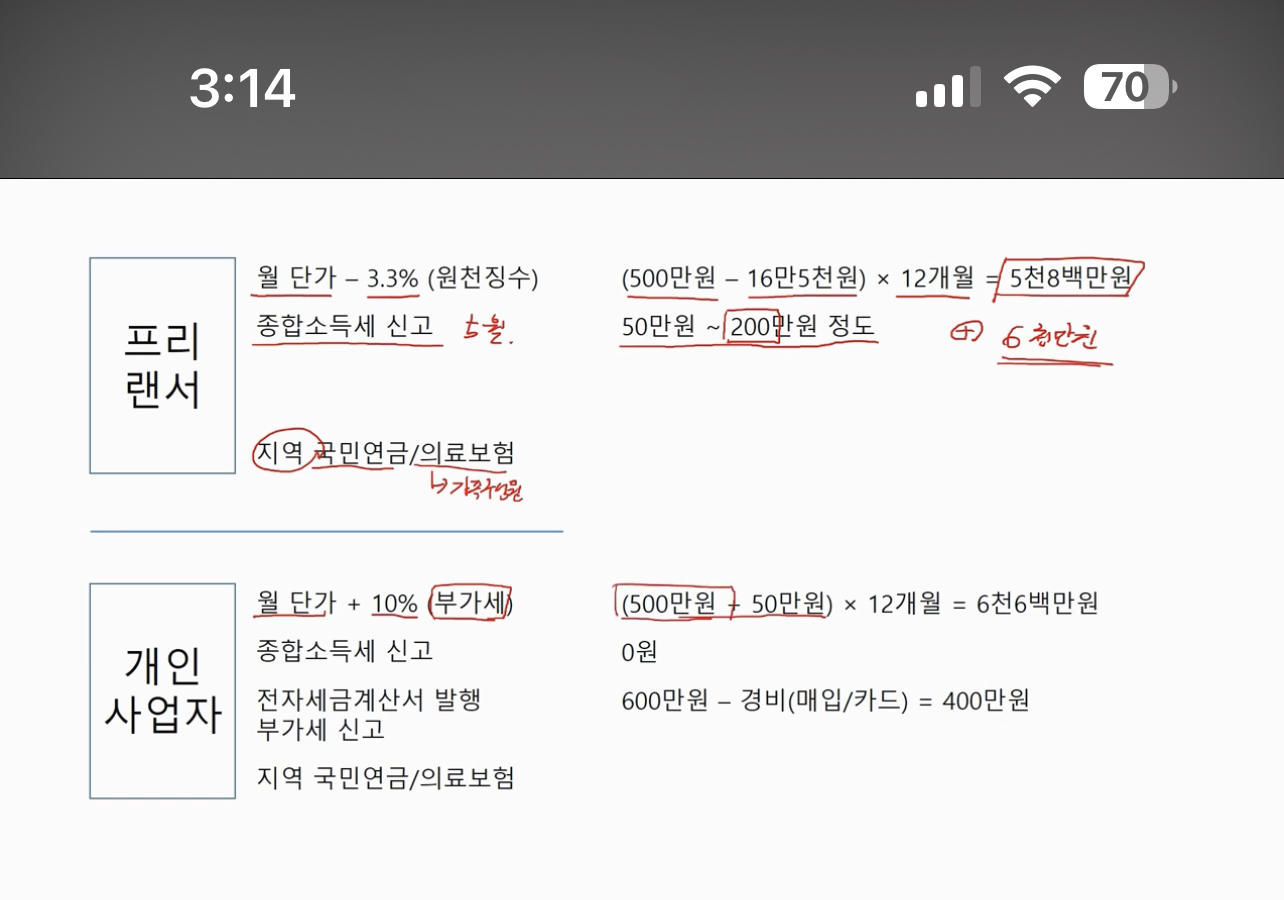 3:14
70
프리
랜서
월 단가 – 3.3% (원천징수)
(500만원 – 16만5천원) × 12개월 = 5천8백만원
종합소득세 신고 5월.
50만원 ~ 200만원 정도
+ 6천만원
지역 국민연금/의료보험
↳ 가족구성원
개인
사업자
월 단가 + 10% (부가세)
(500만원 + 50만원) × 12개월 = 6천6백만원
종합소득세 신고
0원
전자세금계산서 발행
부가세 신고
600만원 – 경비(매입/카드) = 400만원
지역 국민연금/의료보험